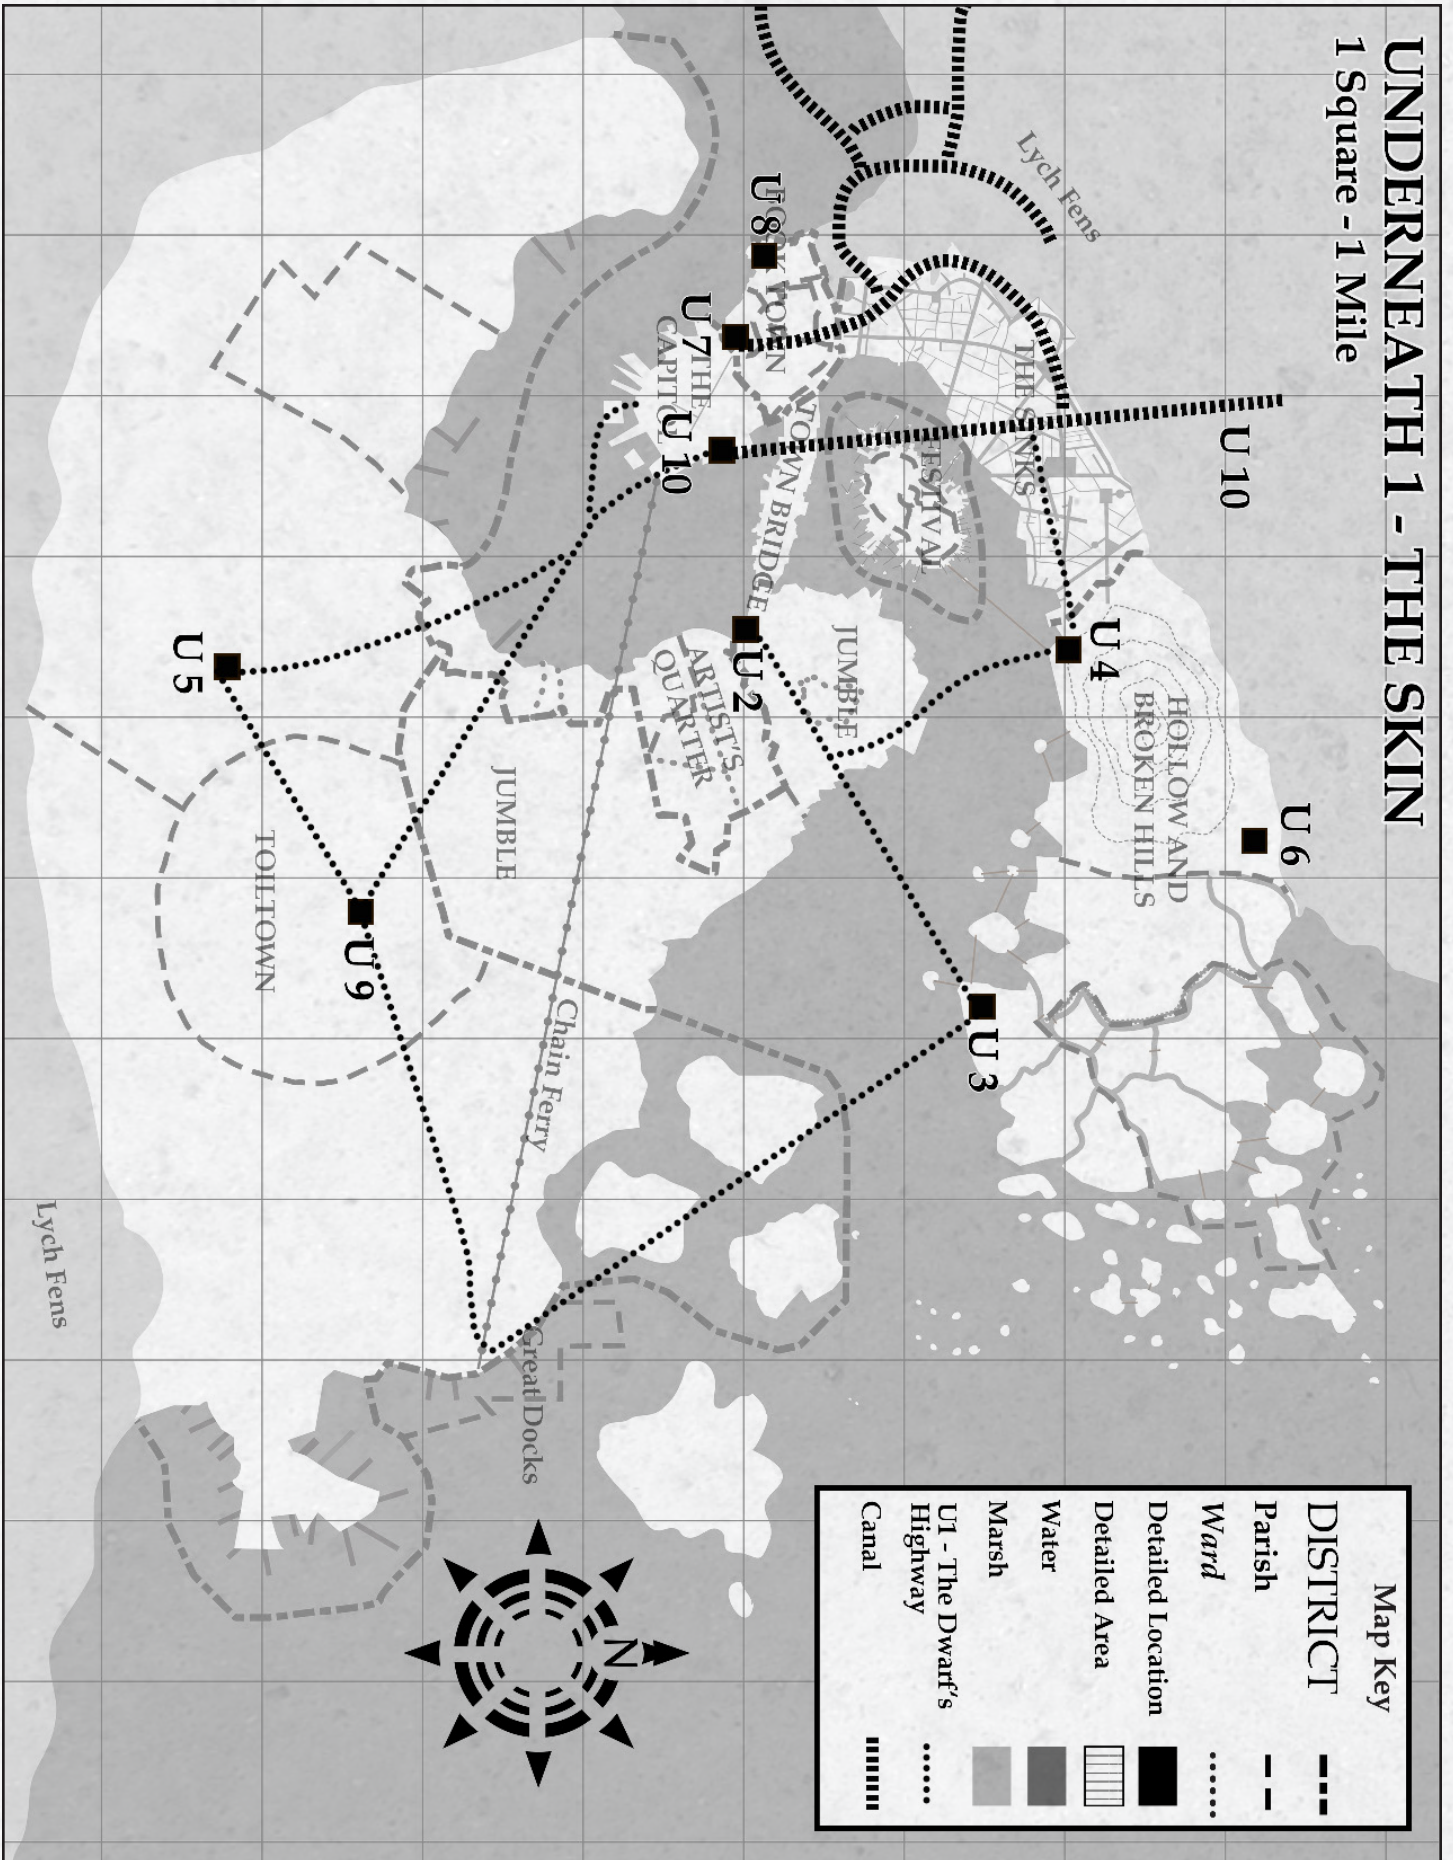 UNDERNEATH 1 - THE SKIN
1 Square - 1 Mile
Lych Fens
U 10
U 6
U 4
HOLLOW AND
BROKEN HILLS
THE SINKS
FESTIVAL
U 3
U 8
U 7
THE
CAPITOL
U 10
TOWN BRIDGE
JUMBLE
U 2
ARTIST'S
QUARTER
JUMBLE
Chain Ferry
Great Docks
U 5
TOILTOWN
U 9
Lych Fens
Map Key
DISTRICT
Parish
Ward
Detailed Location
Detailed Area
Water
Marsh
U1 - The Dwarf's
Highway
Canal
N